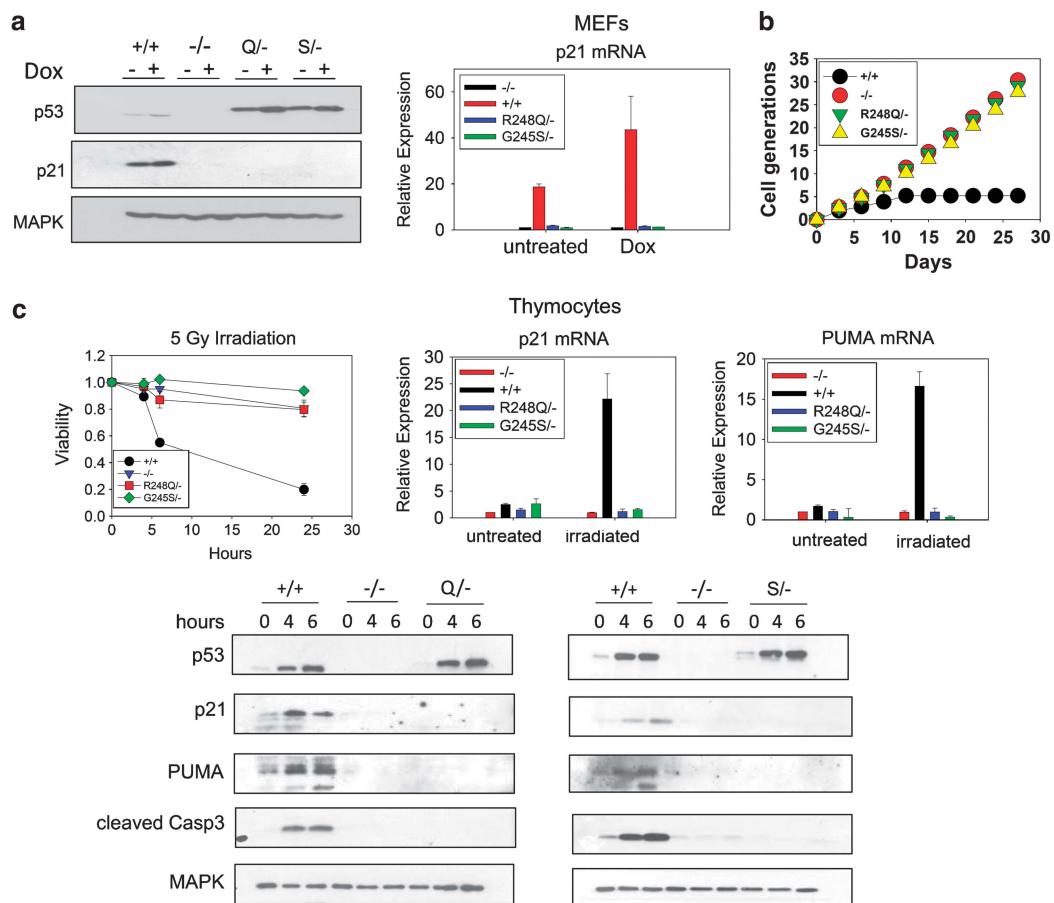 a
+/+ -/- Q/- S/-
Dox - + - + - + - +
p53
p21
MAPK
MEFs
p21 mRNA
Relative Expression
60
40
20
0
-/-
+/+
R248Q/-
G245S/-
untreated Dox
b
Cell generations
35
30
25
20
15
10
5
0
+/+
-/-
R248Q/-
G245S/-
0 5 10 15 20 25 30
Days
c
Thymocytes
5 Gy Irradiation
Viability
1.2
1.0
0.8
0.6
0.4
0.2
0.0
+/+
-/-
R248Q/-
G245S/-
0 5 10 15 20 25 30
Hours
p21 mRNA
Relative Expression
30
25
20
15
10
5
0
-/-
+/+
R248Q/-
G245S/-
untreated irradiated
PUMA mRNA
Relative Expression
20
15
10
5
0
-/-
+/+
R248Q/-
G245S/-
untreated irradiated
+/+ -/- Q/-
hours 0 4 6 0 4 6 0 4 6
+/+ -/- S/-
0 4 6 0 4 6 0 4 6
p53
p21
PUMA
cleaved Casp3
MAPK